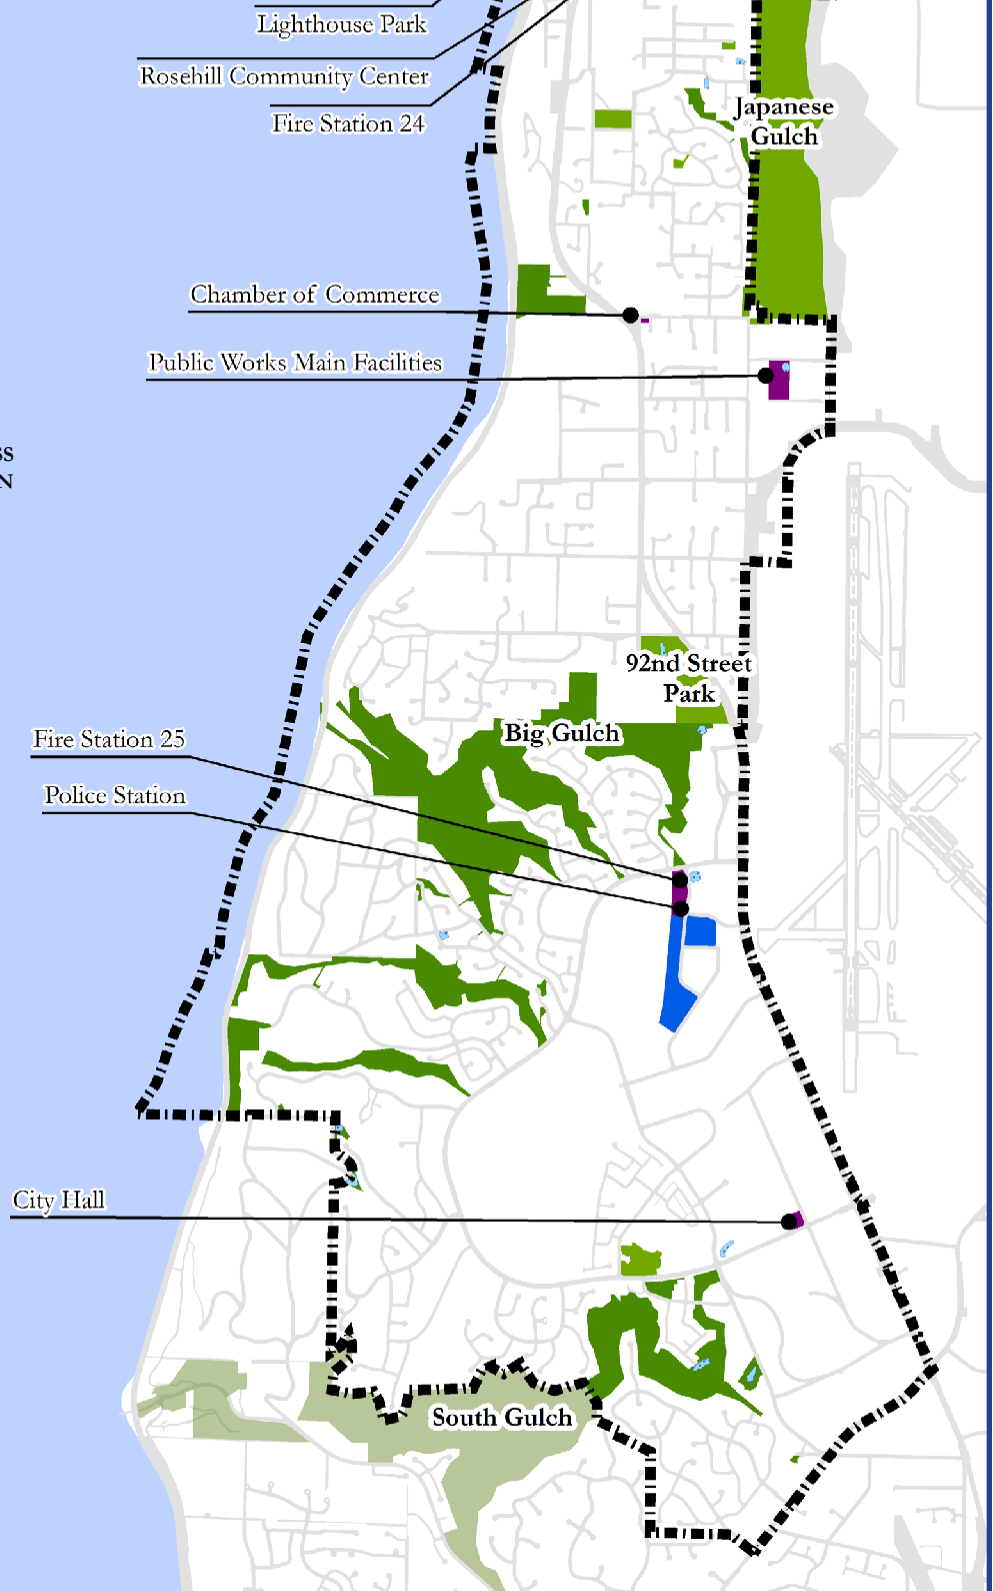 Lighthouse Park
Rosehill Community Center
Fire Station 24
Japanese
Gulch
Chamber of Commerce
Public Works Main Facilities
92nd Street
Park
Big Gulch
Fire Station 25
Police Station
City Hall
South Gulch